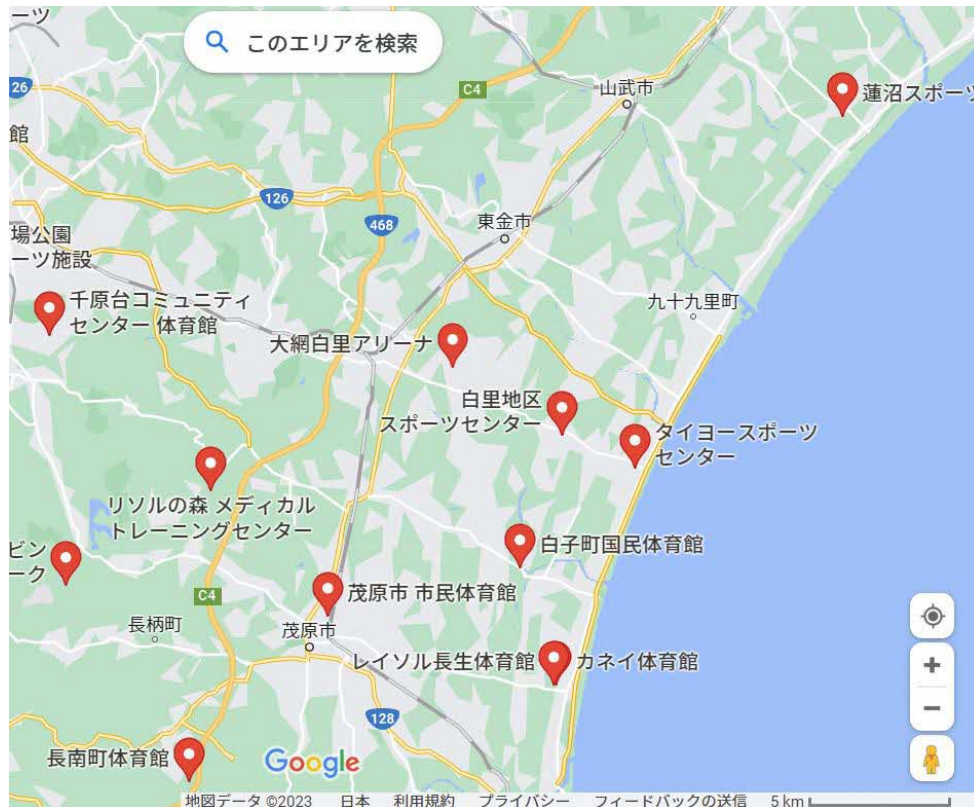 ーツ
このエリアを検索
26
C4
山武市
蓮沼スポーツ
館
126
468
東金市
場公園
ーツ施設
千原台コミュニティ
センター 体育館
九十九里町
大網白里アリーナ
白里地区
スポーツセンター
タイヨースポーツ
センター
リソルの森 メディカル
トレーニングセンター
ビン
ーク
白子町国民体育館
C4
茂原市 市民体育館
長柄町
茂原市
レイソル長生体育館
カネイ体育館
128
長南町体育館
Google
地図データ ©2023 日本 利用規約 プライバシー フィードバックの送信 5 km